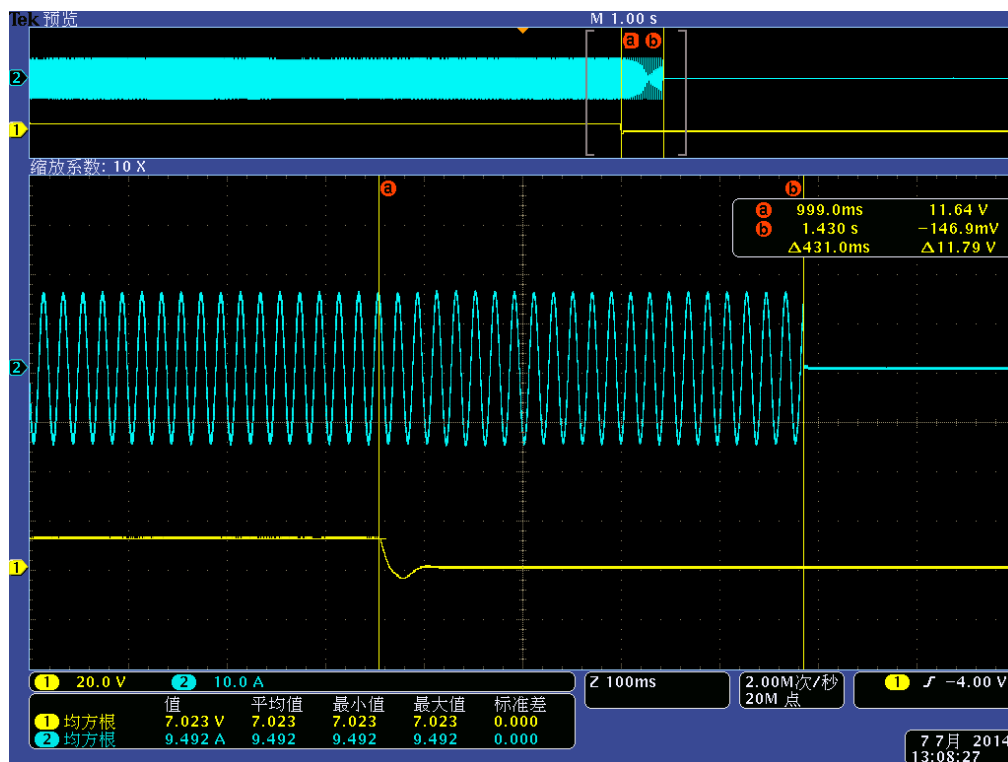 Tek 预览 M 1.00 s
a b
2
1
缩放系数: 10 X
a b
a 999.0ms 11.64 V
b 1.430 s −146.9mV
Δ431.0ms Δ11.79 V
2
1
1 20.0 V 2 10.0 A Z 100ms 2.00M次/秒 1 ∫ −4.00 V
20M 点
值 平均值 最小值 最大值 标准差
1 均方根 7.023 V 7.023 7.023 7.023 0.000
2 均方根 9.492 A 9.492 9.492 9.492 0.000
7 7月 2014
13:08:27